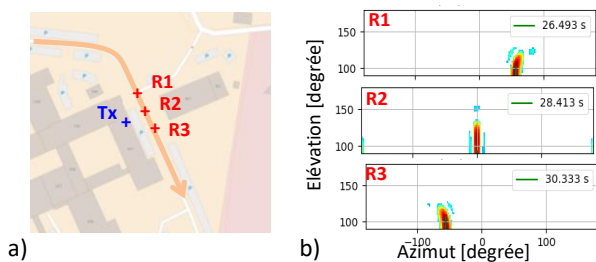 R1
R2
Tx
R3
a)
Elévation [degrée]
R1
150
100
26.493 s
R2
150
100
28.413 s
R3
150
100
30.333 s
−100
0
100
Azimut [degrée]
b)